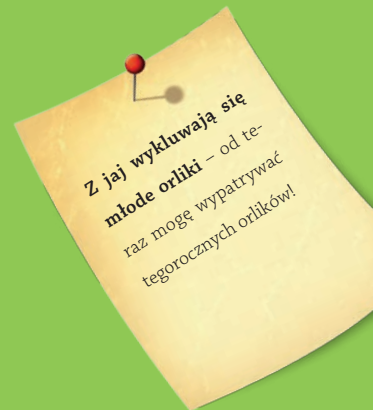 Z jaj wykluwają się
młode orliki – od te-
raz mogę wypatrywać
tegorocznych orlików!